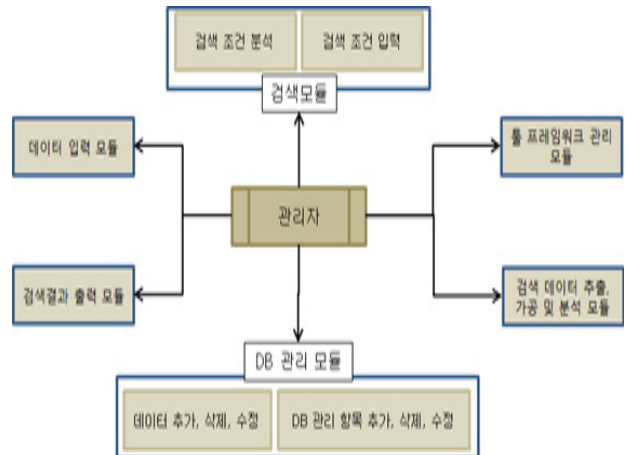 검색 조건 분석
검색 조건 입력
검색모듈
데이터 입력 모듈
툴 프레임워크 관리
모듈
관리자
검색결과 출력 모듈
검색 데이터 추출,
가공 및 분석 모듈
DB 관리 모듈
데이터 추가, 삭제, 수정
DB 관리 항목 추가, 삭제, 수정